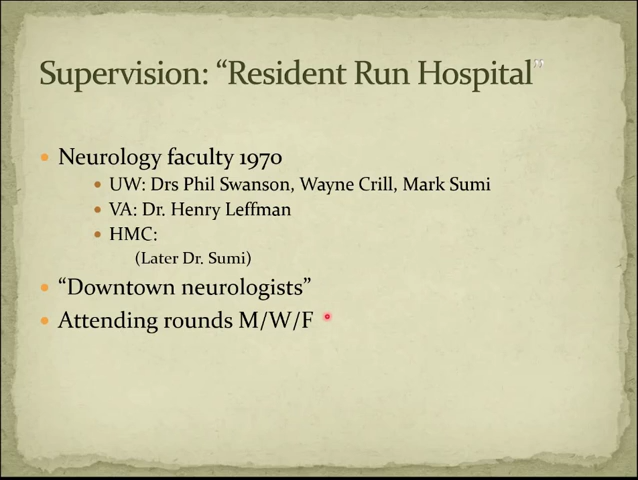 Supervision: “Resident Run Hospital”
Neurology faculty 1970
UW: Drs Phil Swanson, Wayne Crill, Mark Sumi
VA: Dr. Henry Leffman
HMC:
(Later Dr. Sumi)
“Downtown neurologists”
Attending rounds M/W/F